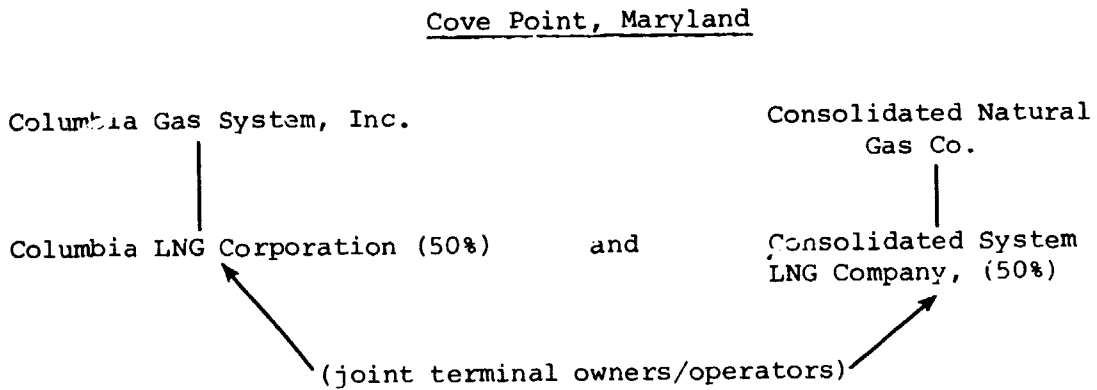 Cove Point, Maryland
Columbia Gas System, Inc.
Consolidated Natural
Gas Co.
Columbia LNG Corporation (50%) and Consolidated System
LNG Company, (50%)
(joint terminal owners/operators)